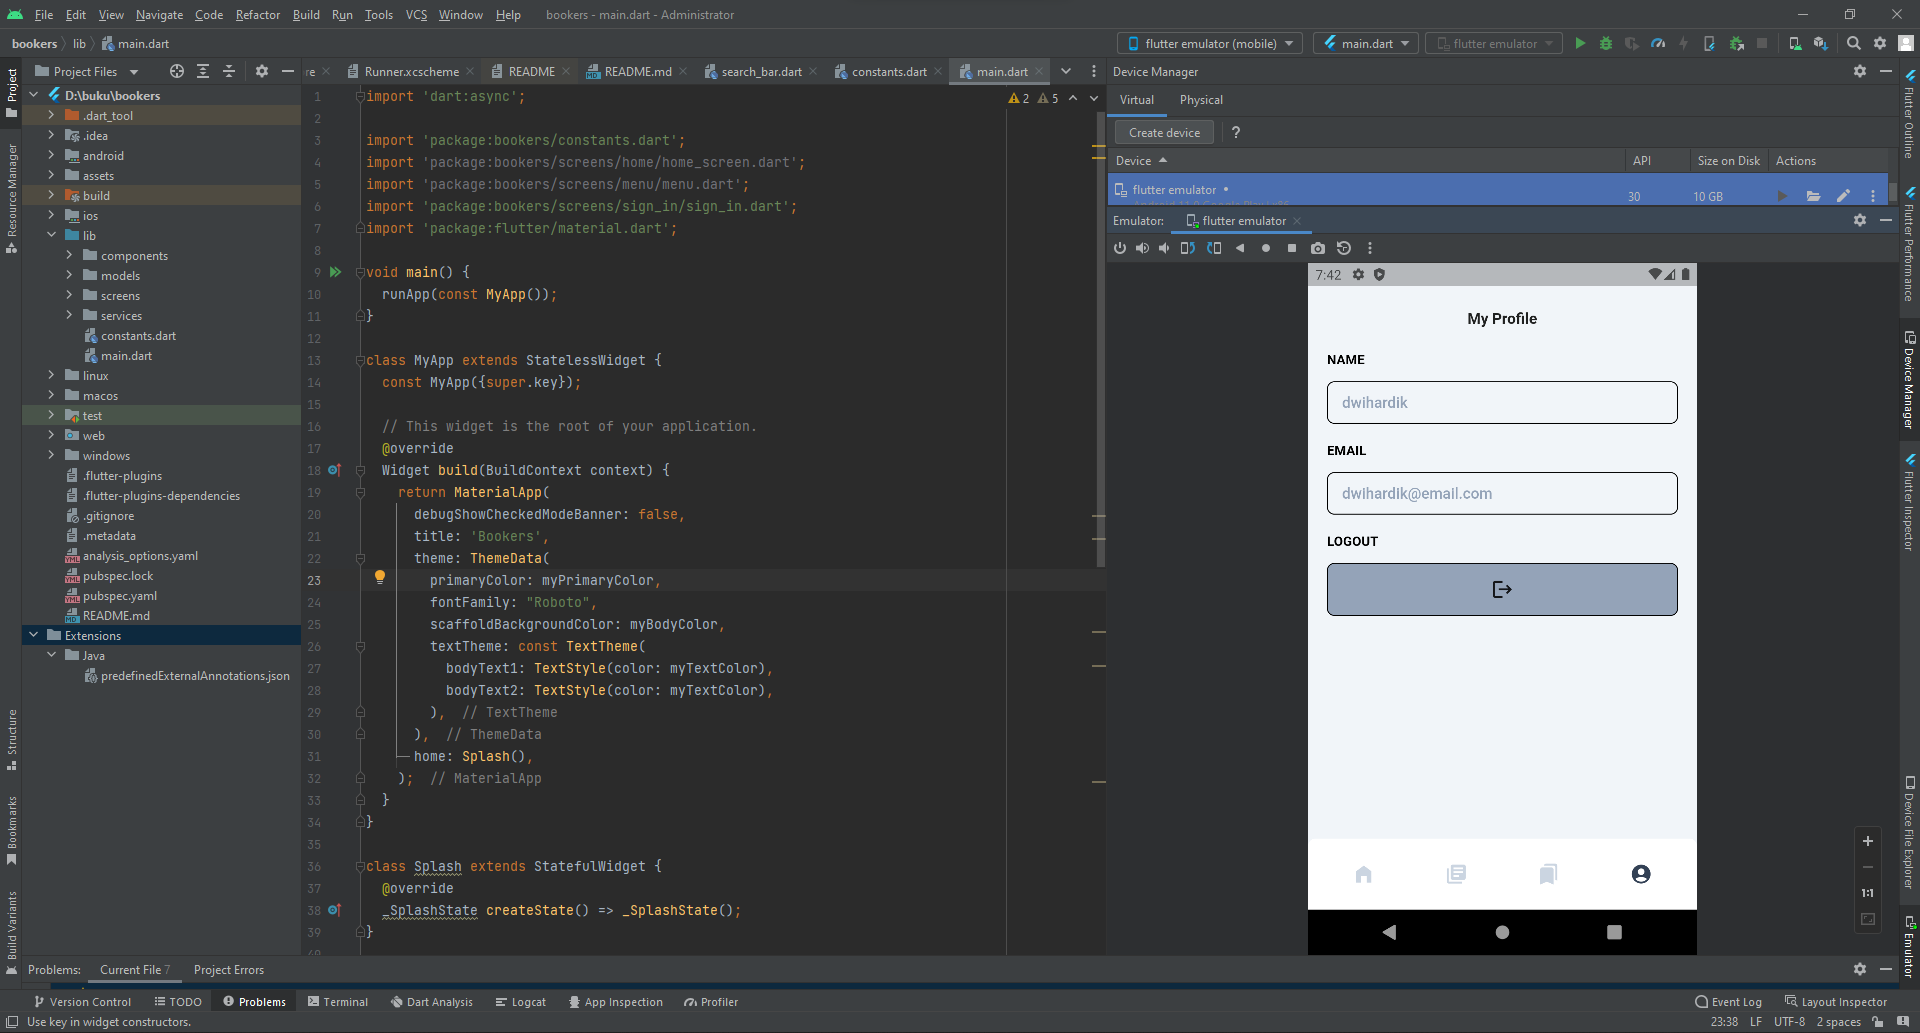 File Edit View Navigate Code Refactor Build Run Tools VCS Window Help bookers - main.dart - Administrator
bookers lib main.dart flutter emulator (mobile) main.dart flutter emulator
Project Files
re Runner.xcscheme README README.md search_bar.dart constants.dart main.dart
Project
Resource Manager
Structure
Bookmarks
Build Variants
D:\buku\bookers
.dart_tool
.idea
android
assets
build
ios
lib
components
models
screens
services
constants.dart
main.dart
linux
macos
test
web
windows
.flutter-plugins
.flutter-plugins-dependencies
.gitignore
.metadata
analysis_options.yaml
pubspec.lock
pubspec.yaml
README.md
Extensions
Java
predefinedExternalAnnotations.json
2 5
1 import 'dart:async';
2
3 import 'package:bookers/constants.dart';
4 import 'package:bookers/screens/home/home_screen.dart';
5 import 'package:bookers/screens/menu/menu.dart';
6 import 'package:bookers/screens/sign_in/sign_in.dart';
7 import 'package:flutter/material.dart';
8
9 void main() {
10 runApp(const MyApp());
11 }
12
13 class MyApp extends StatelessWidget {
14 const MyApp({super.key});
15
16 // This widget is the root of your application.
17 @override
18 Widget build(BuildContext context) {
19 return MaterialApp(
20 debugShowCheckedModeBanner: false,
21 title: 'Bookers',
22 theme: ThemeData(
23 primaryColor: myPrimaryColor,
24 fontFamily: "Roboto",
25 scaffoldBackgroundColor: myBodyColor,
26 textTheme: const TextTheme(
27 bodyText1: TextStyle(color: myTextColor),
28 bodyText2: TextStyle(color: myTextColor),
29 ), // TextTheme
30 ), // ThemeData
31 home: Splash(),
32 ); // MaterialApp
33 }
34 }
35
36 class Splash extends StatefulWidget {
37 @override
38 _SplashState createState() => _SplashState();
39 }
Device Manager
Virtual Physical
Create device ?
Device API Size on Disk Actions
flutter emulator 30 10 GB
Emulator: flutter emulator
7:42
My Profile
NAME
dwihardik
EMAIL
dwihardik@email.com
LOGOUT
1:1
Flutter Outline
Flutter Performance
Device Manager
Flutter Inspector
Device File Explorer
Emulator
Problems: Current File 7 Project Errors
Version Control TODO Problems Terminal Dart Analysis Logcat App Inspection Profiler Event Log Layout Inspector
Use key in widget constructors. 23:38 LF UTF-8 2 spaces